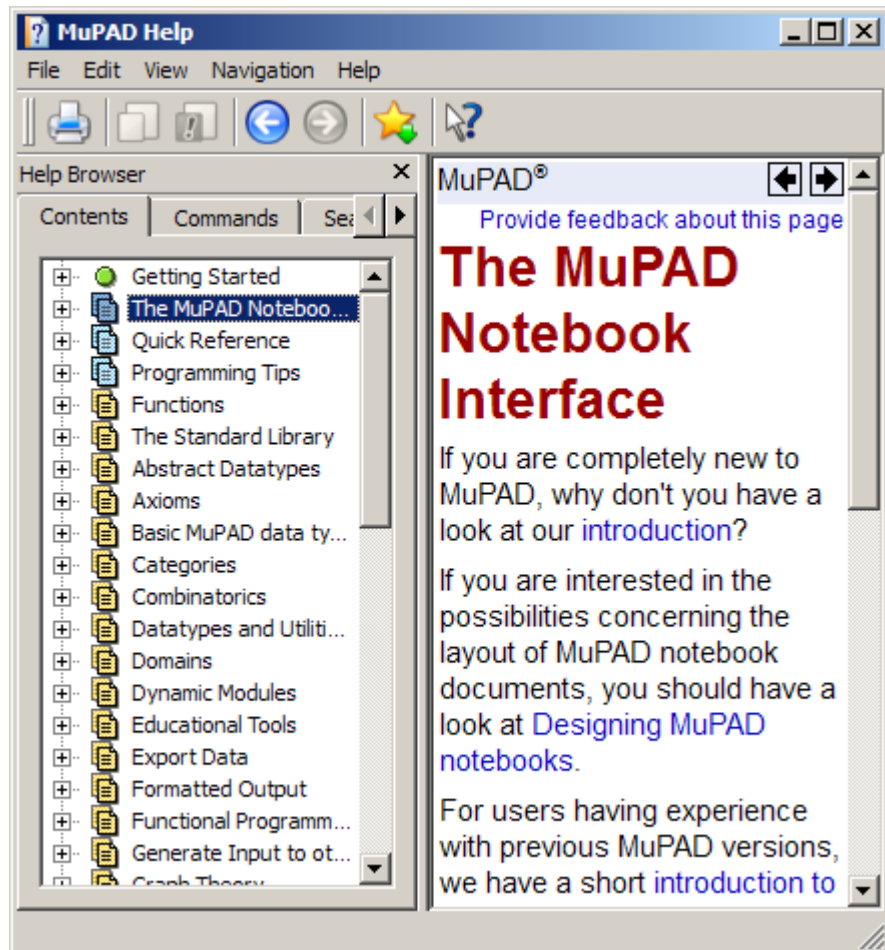 MuPAD Help
File Edit View Navigation Help
Help Browser
Contents Commands Sea
Getting Started
The MuPAD Noteboo...
Quick Reference
Programming Tips
Functions
The Standard Library
Abstract Datatypes
Axioms
Basic MuPAD data ty...
Categories
Combinatorics
Datatypes and Utiliti...
Domains
Dynamic Modules
Educational Tools
Export Data
Formatted Output
Functional Programm...
Generate Input to ot...
Graph Theory
MuPAD®
Provide feedback about this page
The MuPAD
Notebook
Interface
If you are completely new to
MuPAD, why don't you have a
look at our introduction?
If you are interested in the
possibilities concerning the
layout of MuPAD notebook
documents, you should have a
look at Designing MuPAD
notebooks.
For users having experience
with previous MuPAD versions,
we have a short introduction to